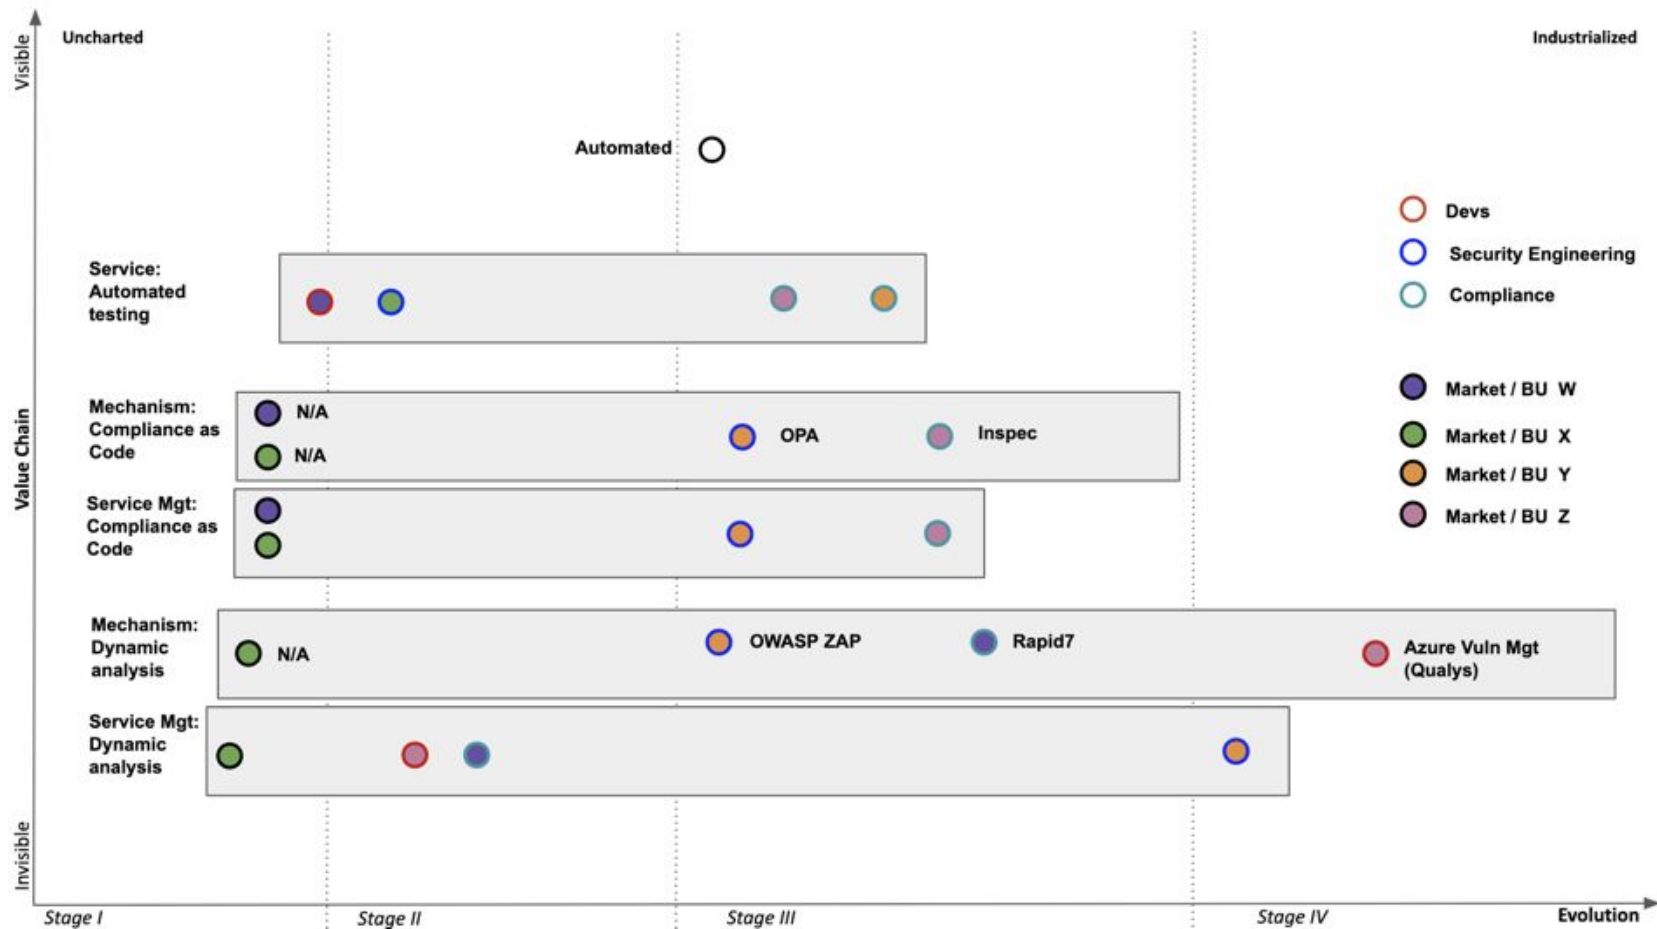 Visible
Uncharted
Industrialized
Automated
Devs
Security Engineering
Compliance
Service:
Automated
testing
Market / BU W
Market / BU X
Market / BU Y
Market / BU Z
Value Chain
Mechanism:
Compliance as
Code
N/A
N/A
OPA
Inspec
Service Mgt:
Compliance as
Code
Mechanism:
Dynamic
analysis
N/A
OWASP ZAP
Rapid7
Azure Vuln Mgt
(Qualys)
Service Mgt:
Dynamic
analysis
Invisible
Stage I
Stage II
Stage III
Stage IV
Evolution